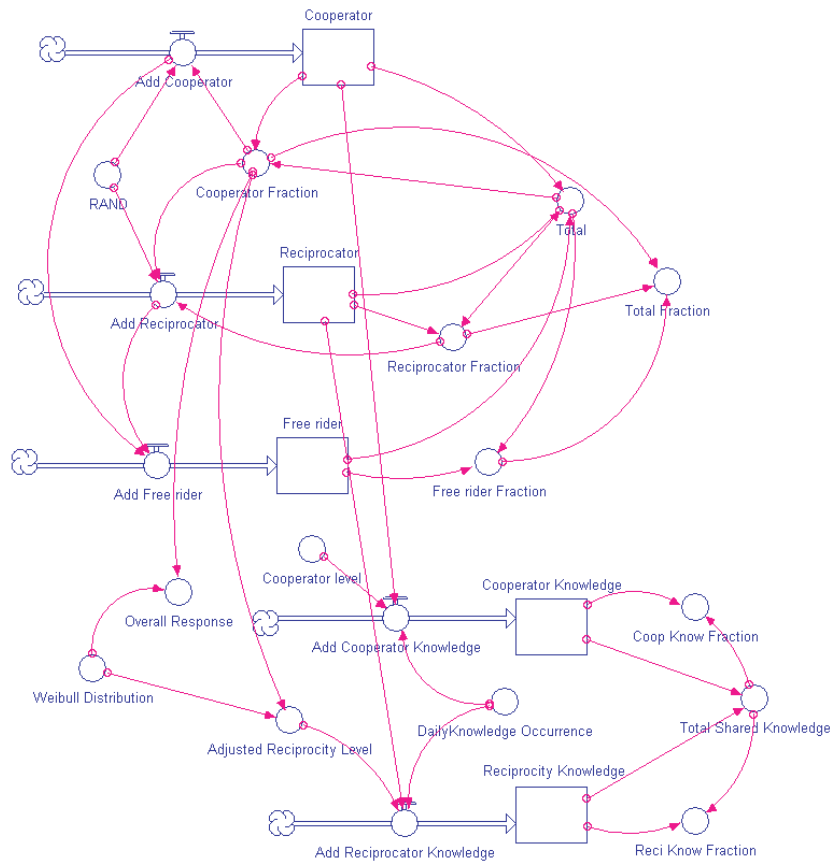 Cooperator
Add Cooperator
RAND
Cooperator Fraction
Total
Reciprocator
Add Reciprocator
Total Fraction
Reciprocator Fraction
Free rider
Add Free rider
Free rider Fraction
Cooperator level
Cooperator Knowledge
Overall Response
Add Cooperator Knowledge
Coop Know Fraction
Weibull Distribution
DailyKnowledge Occurrence
Total Shared Knowledge
Adjusted Reciprocity Level
Reciprocity Knowledge
Add Reciprocator Knowledge
Reci Know Fraction